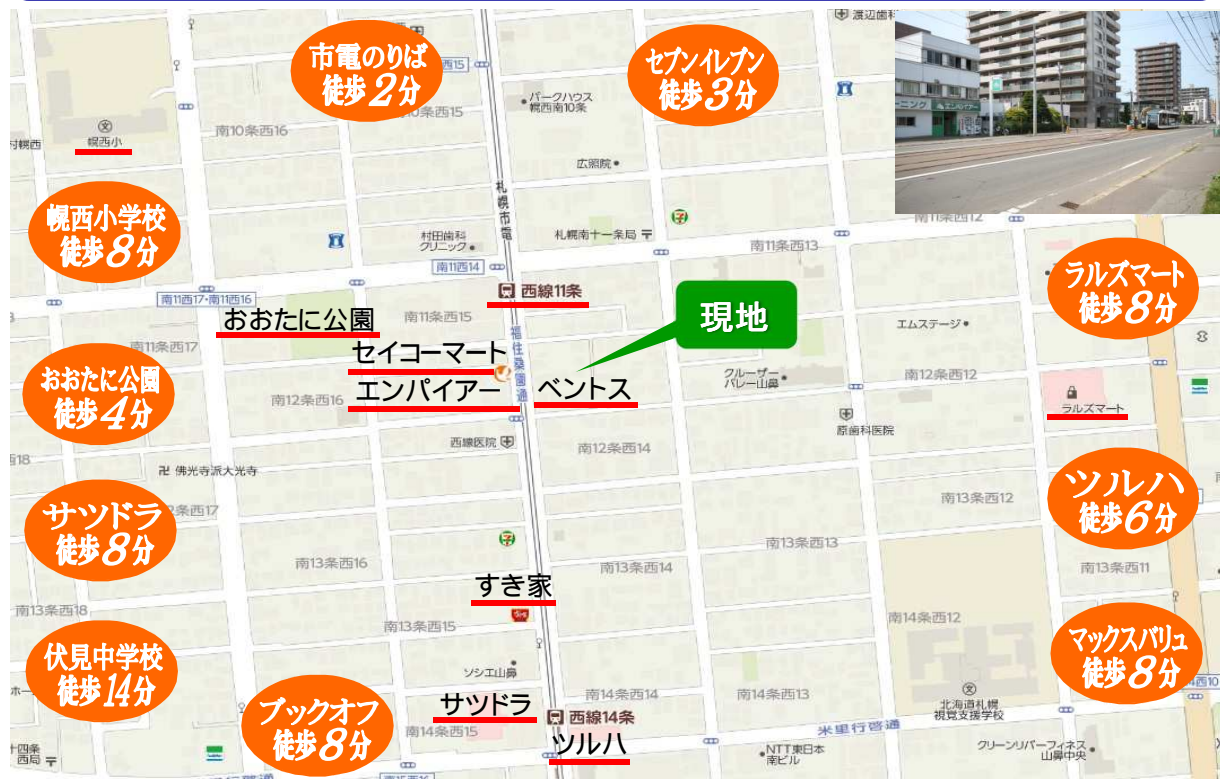 渡辺歯科
市電のりば
徒歩2分
セブンイレブン
徒歩3分
パークハウス
幌西南10条
南10条西16
幌西小
広照院
札幌市電
幌西小学校
徒歩8分
村田歯科
クリニック
札幌南十一条局
南11条西12
南11条西13
南11西14
西線11条
ラルズマート
徒歩8分
南11西17・南11西16
おおたに公園
南11条西15
現地
エムステージ
南11条西17
セイコーマート
福住桑園通
おおたに公園
徒歩4分
エンパイアー
ベントス
クルーザー
バレー山鼻
南12条西12
南12条西16
ラルズマート
西線医院
南12条西14
原歯科医院
佛光寺派大光寺
サツドラ
徒歩8分
南13条西12
ツルハ
徒歩6分
南13条西16
南13条西14
南13条西13
南13条西11
すき家
南13条西18
南13条西15
南14条西12
伏見中学校
徒歩14分
ソシエ山鼻
マックスバリュ
徒歩8分
ブックオフ
徒歩8分
サツドラ
南14条西14
南14条西13
西線14条
北海道札幌
視覚支援学校
南14条西15
ツルハ
米里行啓通
NTT東日本
南ビル
クリーンリバーフィネス
山鼻中央
エンパイアー